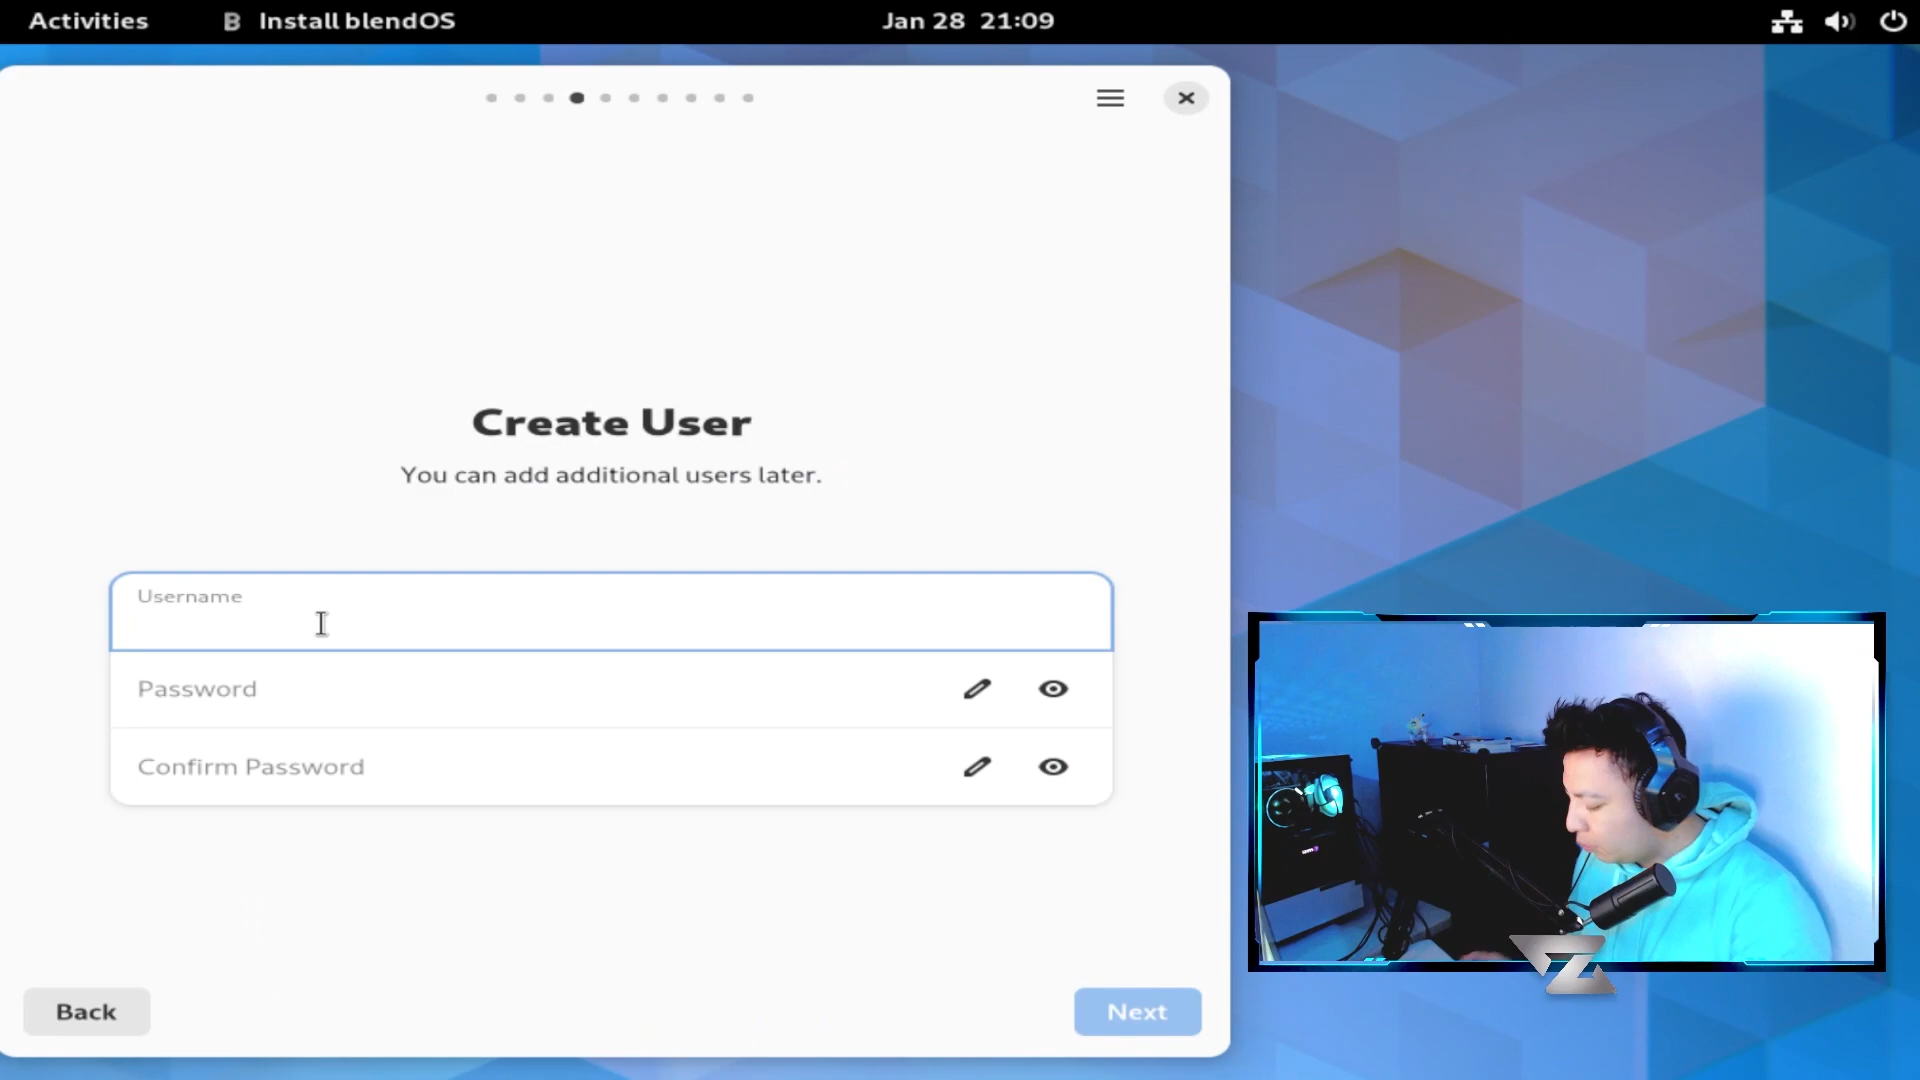 Activities B Install blendOS Jan 28 21:09
Create User
You can add additional users later.
Username
Password
Confirm Password
Back Next